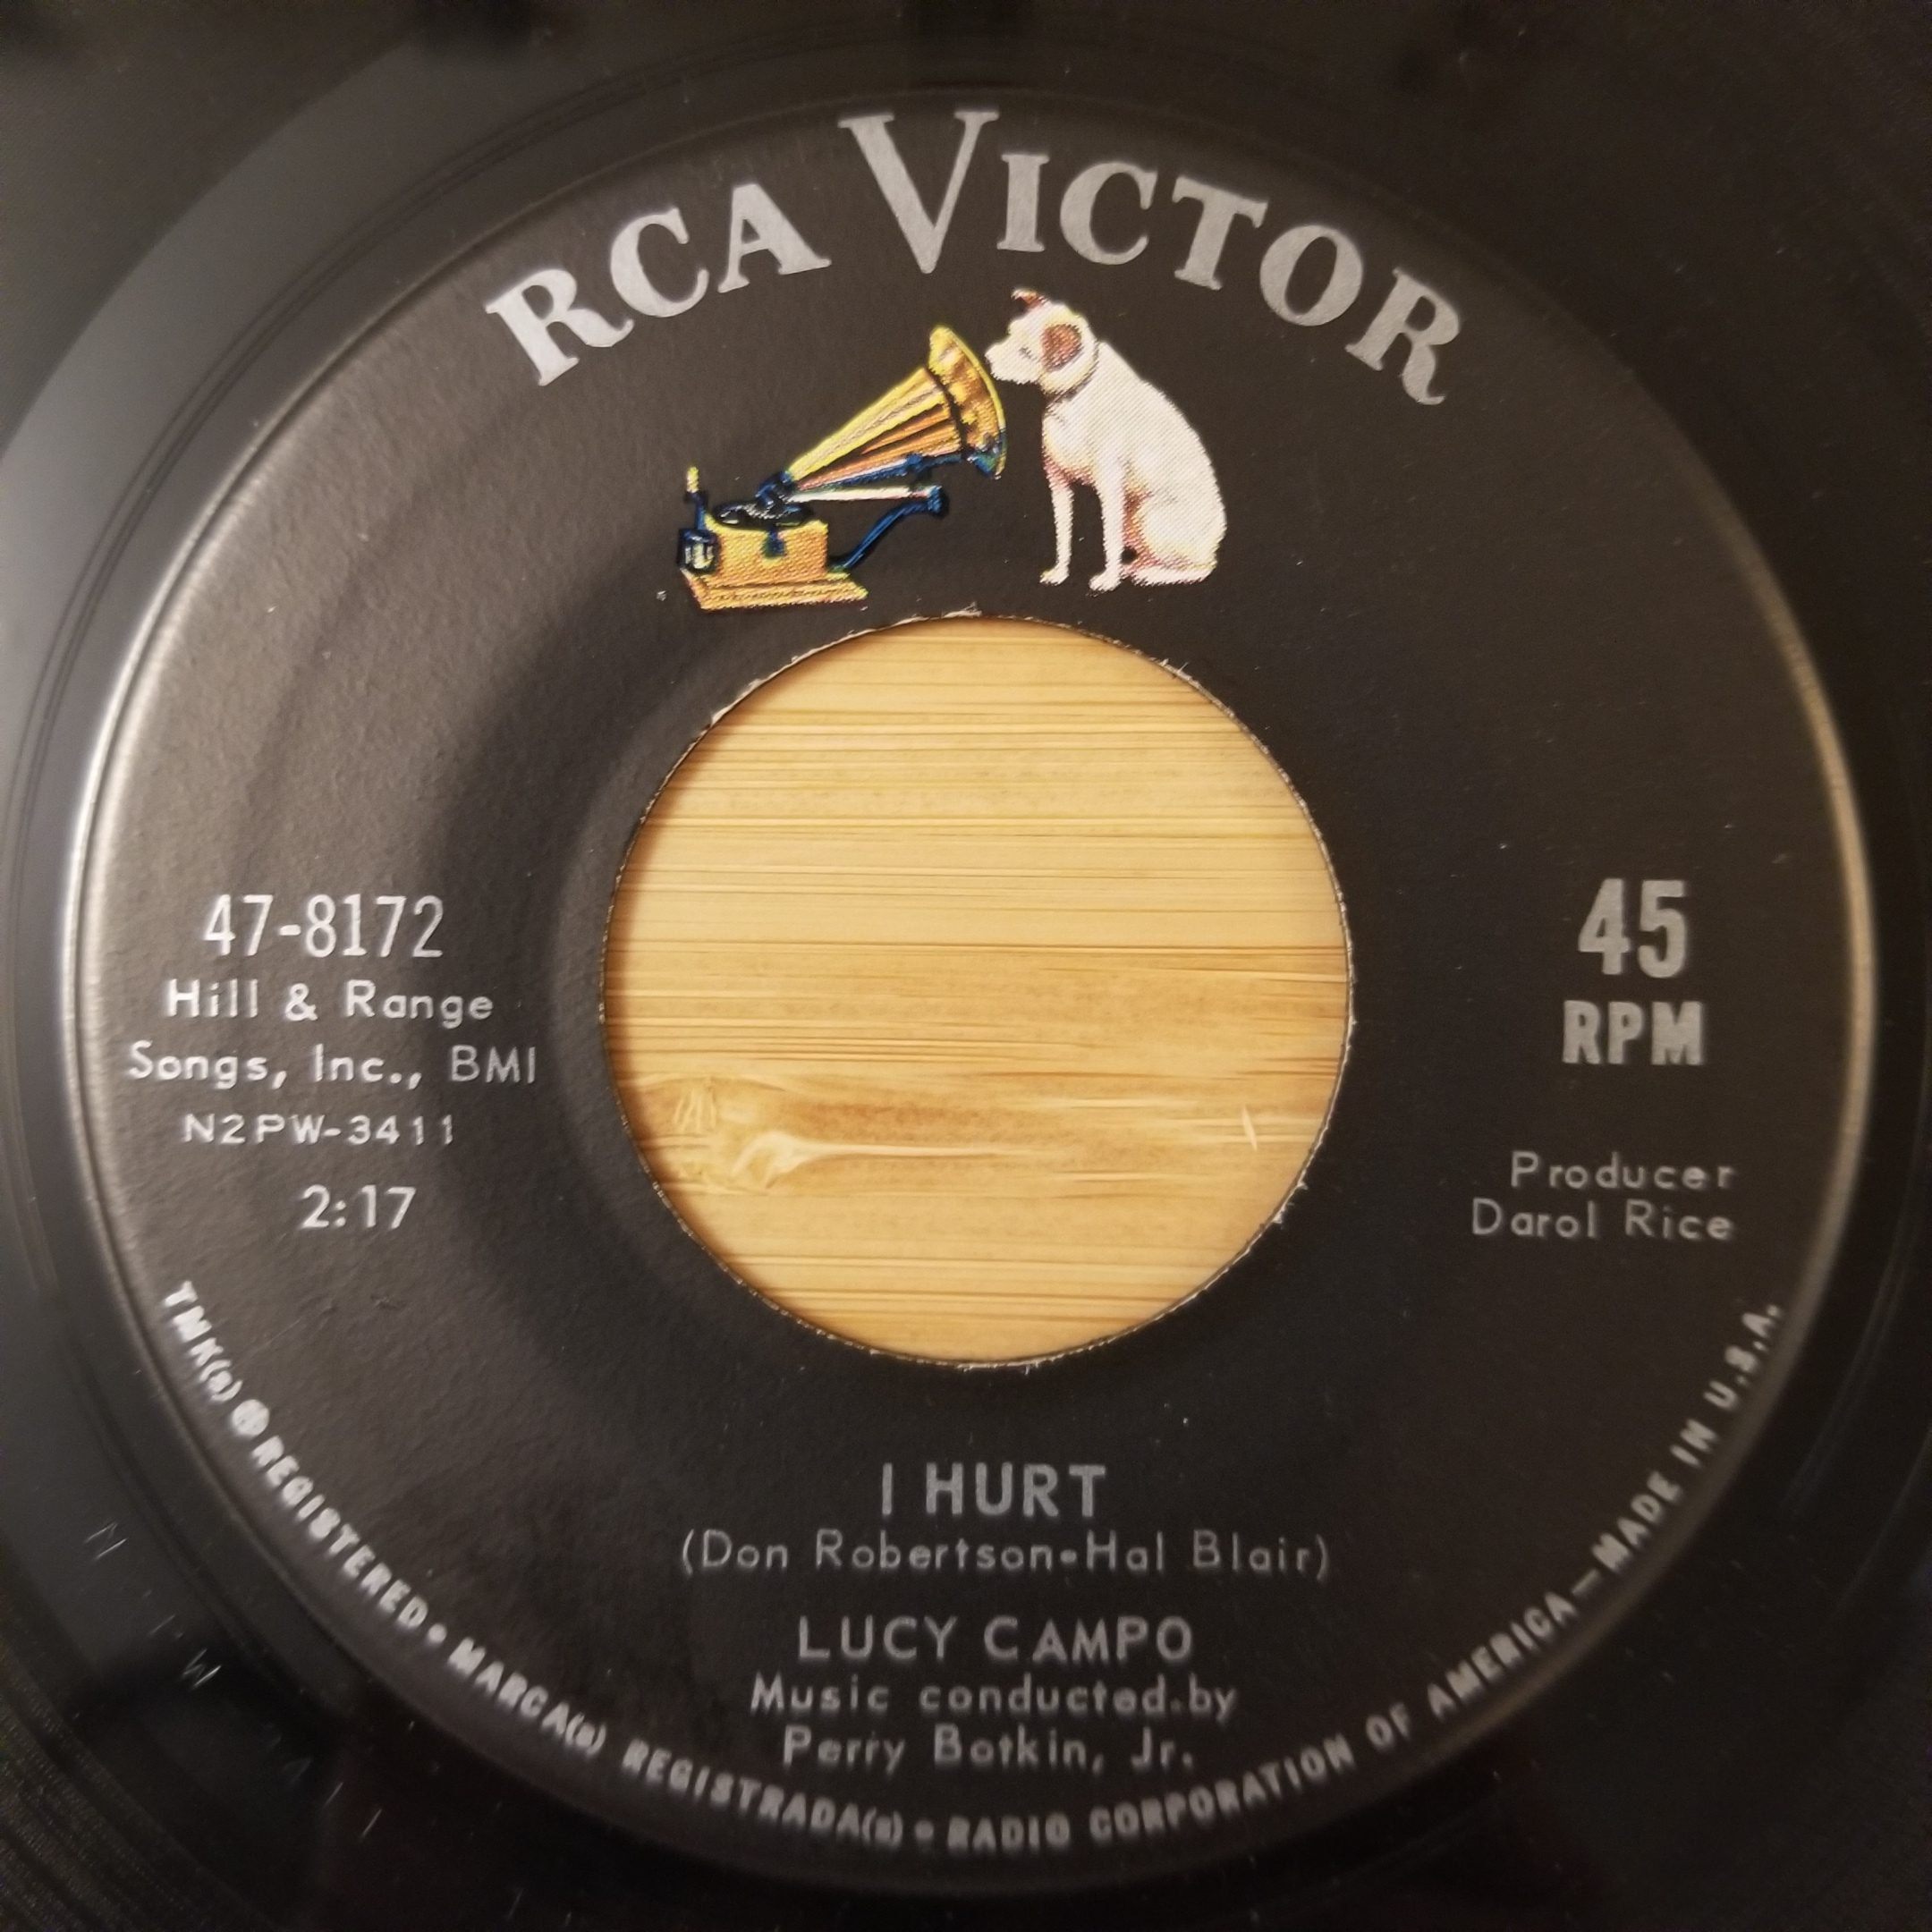 RCA VICTOR
47-8172
Hill & Range
Songs, Inc., BMI
N2PW-3411
2:17
45
RPM
Producer
Darol Rice
I HURT
(Don Robertson-Hal Blair)
LUCY CAMPO
Music conducted by
Perry Botkin, Jr.
TMK(s) ® REGISTERED • MARCA(s) REGISTRADA(s) • RADIO CORPORATION OF AMERICA — MADE IN U.S.A.